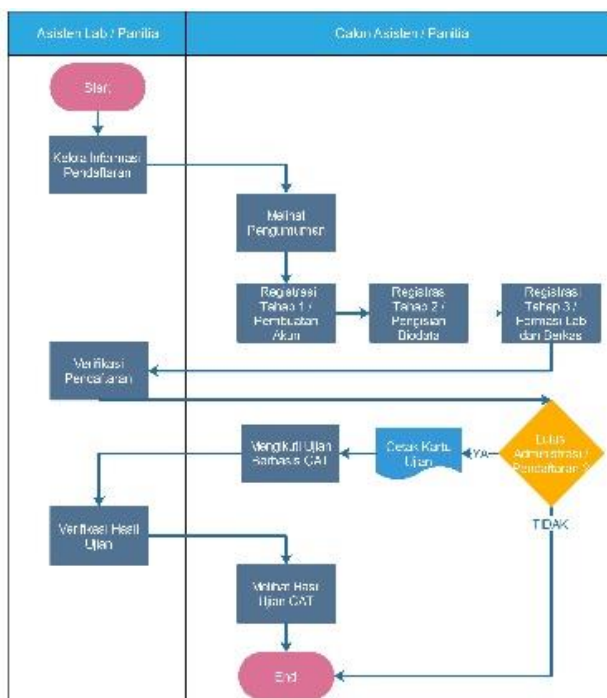 Asisten Lab / Panitia
Calon Asisten / Panitia
Start
Kelola Informasi
Pendaftaran
Melihat
Pengumuman
Registrasi
Tahap 1 /
Pembuatan
Akun
Registrasi
Tahap 2 /
Pengisian
Biodata
Registrasi
Tahap 3 /
Formasi Lab
dan Berkas
Verifikasi
Pendaftaran
Lulus
Administrasi /
Pendaftaran ?
YA
Cetak Kartu
Ujian
Mengikuti Ujian
Berbasis CAT
TIDAK
Verifikasi Hasil
Ujian
Melihat Hasil
Ujian CAT
End